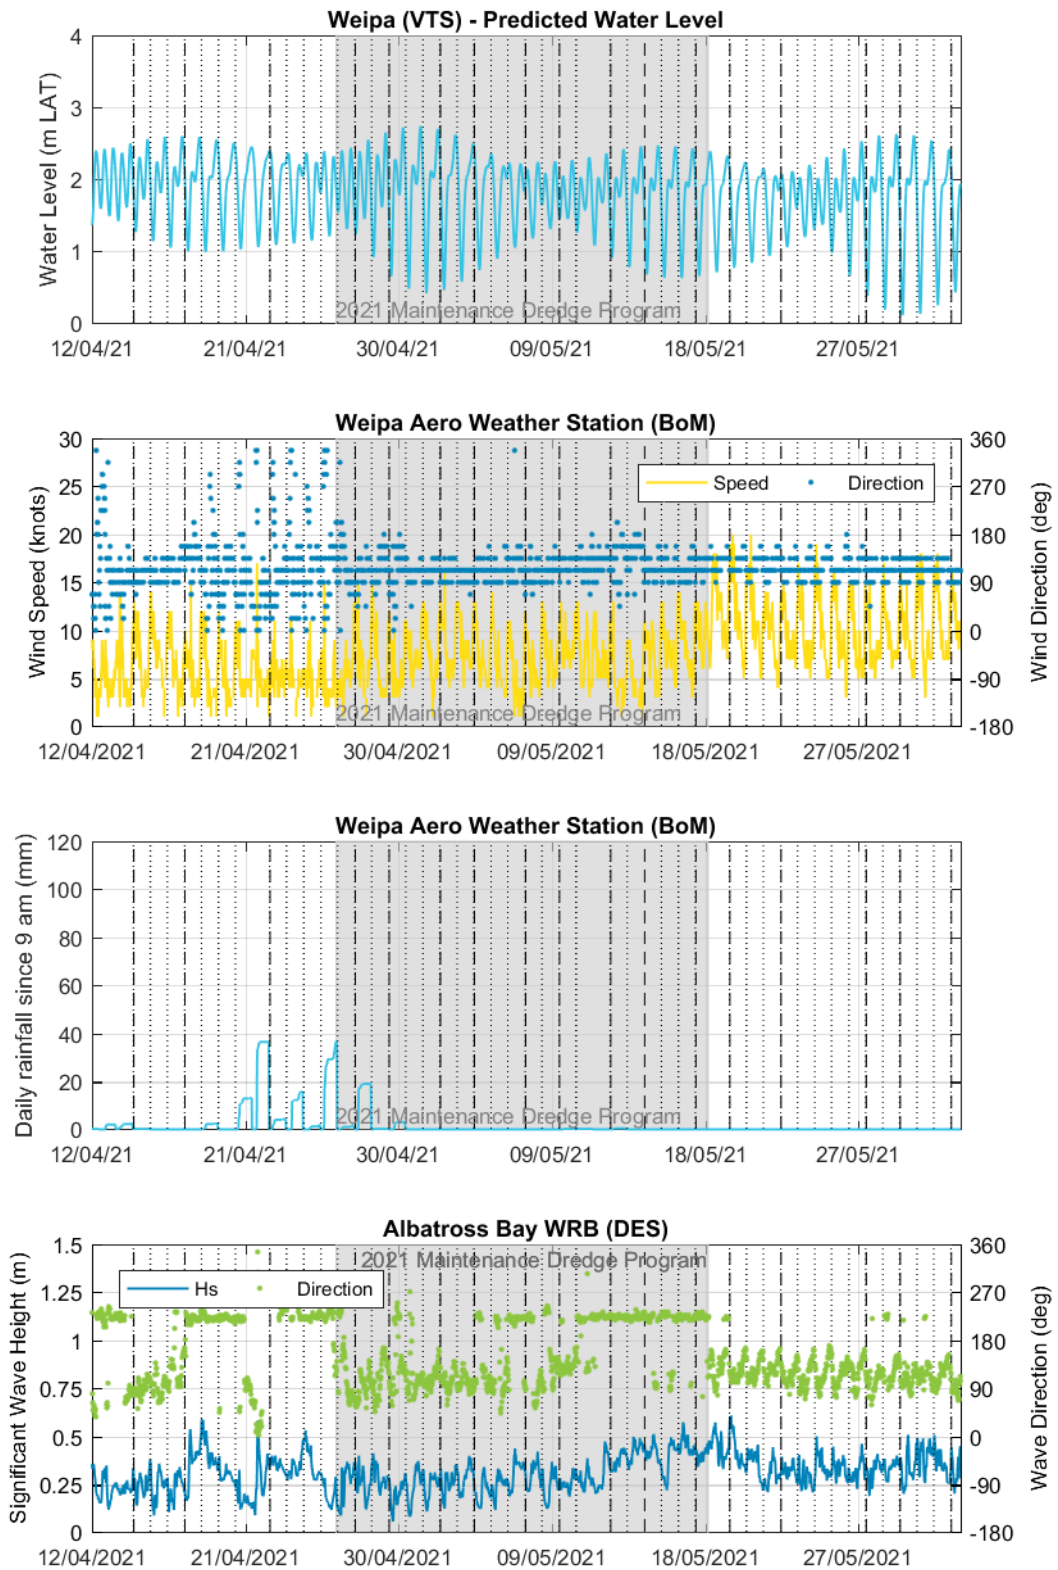 Weipa (VTS) - Predicted Water Level
Water Level (m LAT)
4
3
2
1
0
2021 Maintenance Dredge Program
12/04/21 21/04/21 30/04/21 09/05/21 18/05/21 27/05/21
Weipa Aero Weather Station (BoM)
Wind Speed (knots)
30
25
20
15
10
5
0
Speed Direction
360
270
180
90
0
-90
-180
Wind Direction (deg)
2021 Maintenance Dredge Program
12/04/2021 21/04/2021 30/04/2021 09/05/2021 18/05/2021 27/05/2021
Weipa Aero Weather Station (BoM)
Daily rainfall since 9 am (mm)
120
100
80
60
40
20
0
2021 Maintenance Dredge Program
12/04/21 21/04/21 30/04/21 09/05/21 18/05/21 27/05/21
Albatross Bay WRB (DES)
Significant Wave Height (m)
1.5
1.25
1
0.75
0.5
0.25
0
2021 Maintenance Dredge Program
Hs Direction
360
270
180
90
0
-90
-180
Wave Direction (deg)
12/04/2021 21/04/2021 30/04/2021 09/05/2021 18/05/2021 27/05/2021